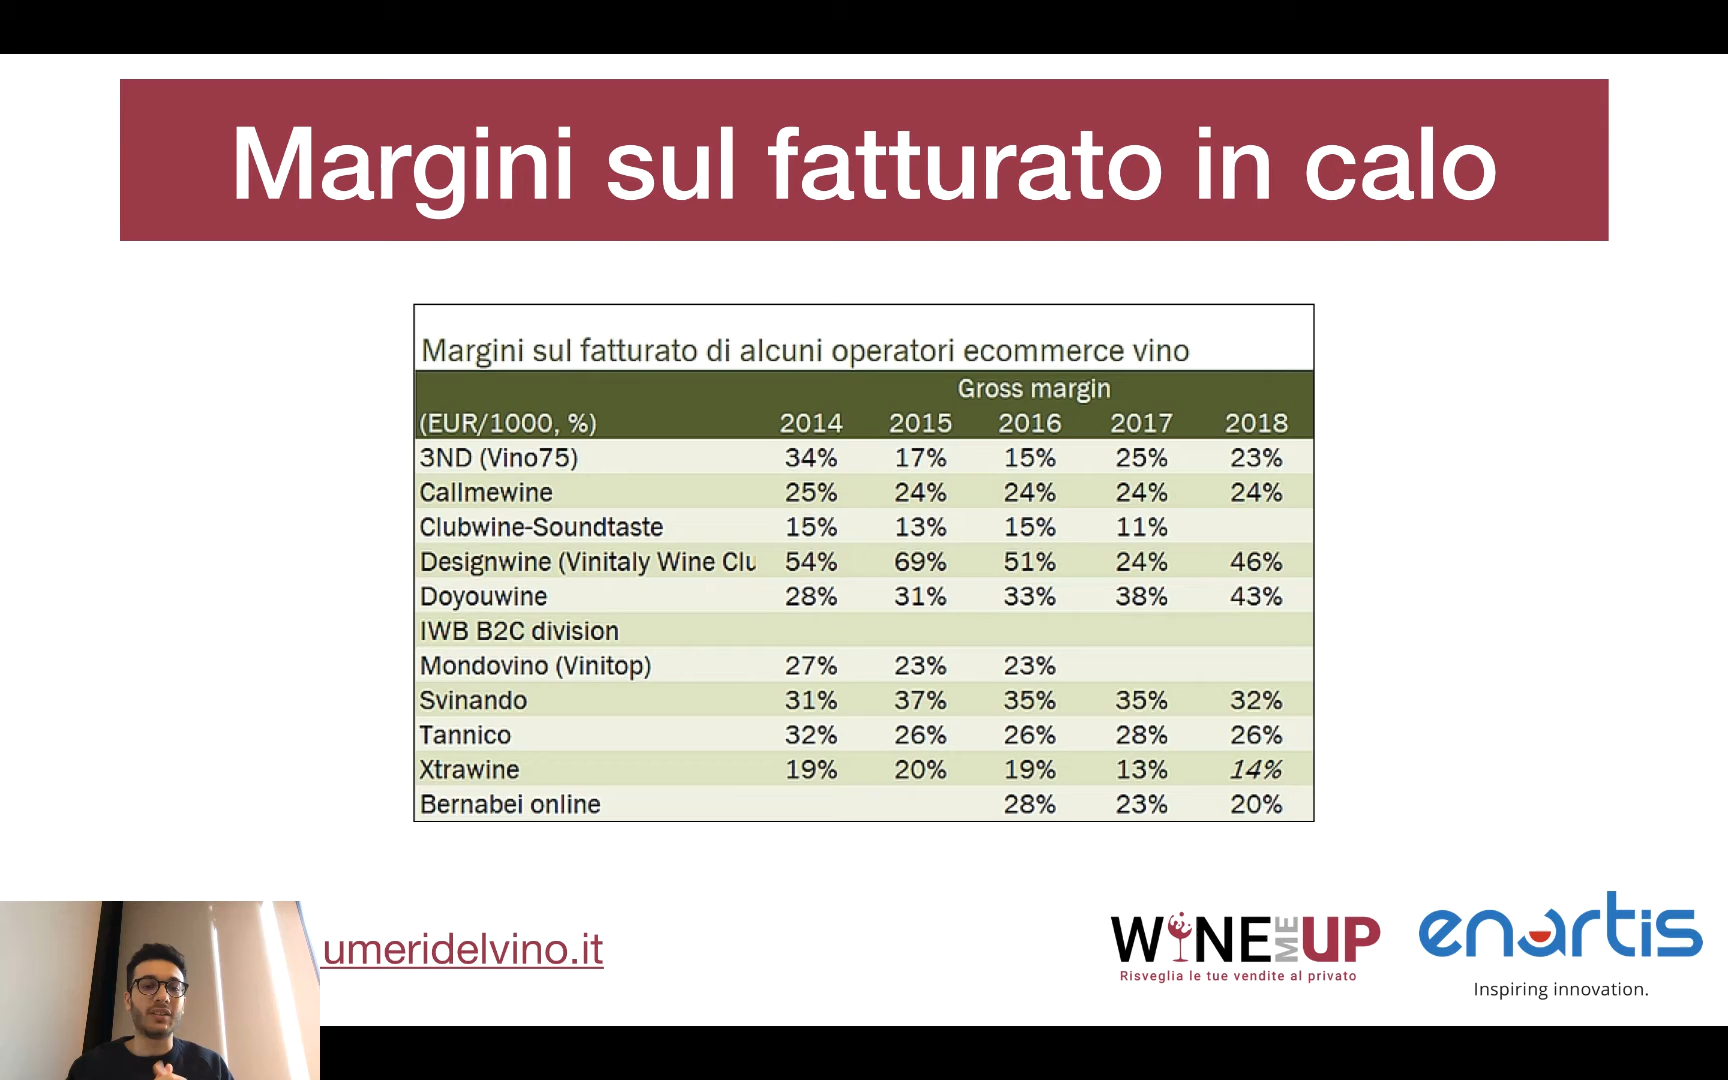 Margini sul fatturato in calo
Margini sul fatturato di alcuni operatori ecommerce vino
Gross margin
(EUR/1000, %) 2014 2015 2016 2017 2018
3ND (Vino75) 34% 17% 15% 25% 23%
Callmewine 25% 24% 24% 24% 24%
Clubwine-Soundtaste 15% 13% 15% 11%
Designwine (Vinitaly Wine Clu 54% 69% 51% 24% 46%
Doyouwine 28% 31% 33% 38% 43%
IWB B2C division
Mondovino (Vinitop) 27% 23% 23%
Svinando 31% 37% 35% 35% 32%
Tannico 32% 26% 26% 28% 26%
Xtrawine 19% 20% 19% 13% 14%
Bernabei online 28% 23% 20%
umeridelvino.it
WINE ME UP
Risveglia le tue vendite al privato
enartis
Inspiring innovation.